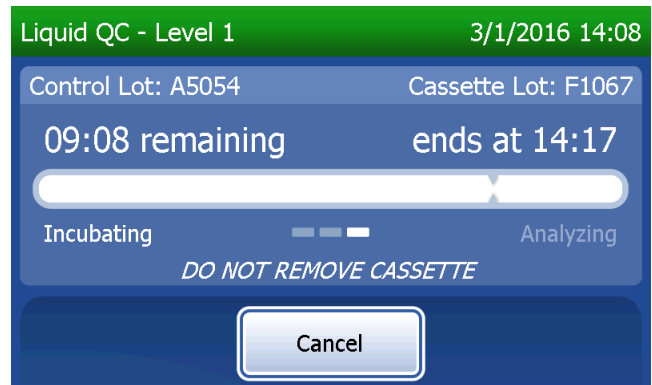 Liquid QC - Level 1 3/1/2016 14:08
Control Lot: A5054 Cassette Lot: F1067
09:08 remaining ends at 14:17
Incubating Analyzing
DO NOT REMOVE CASSETTE
Cancel